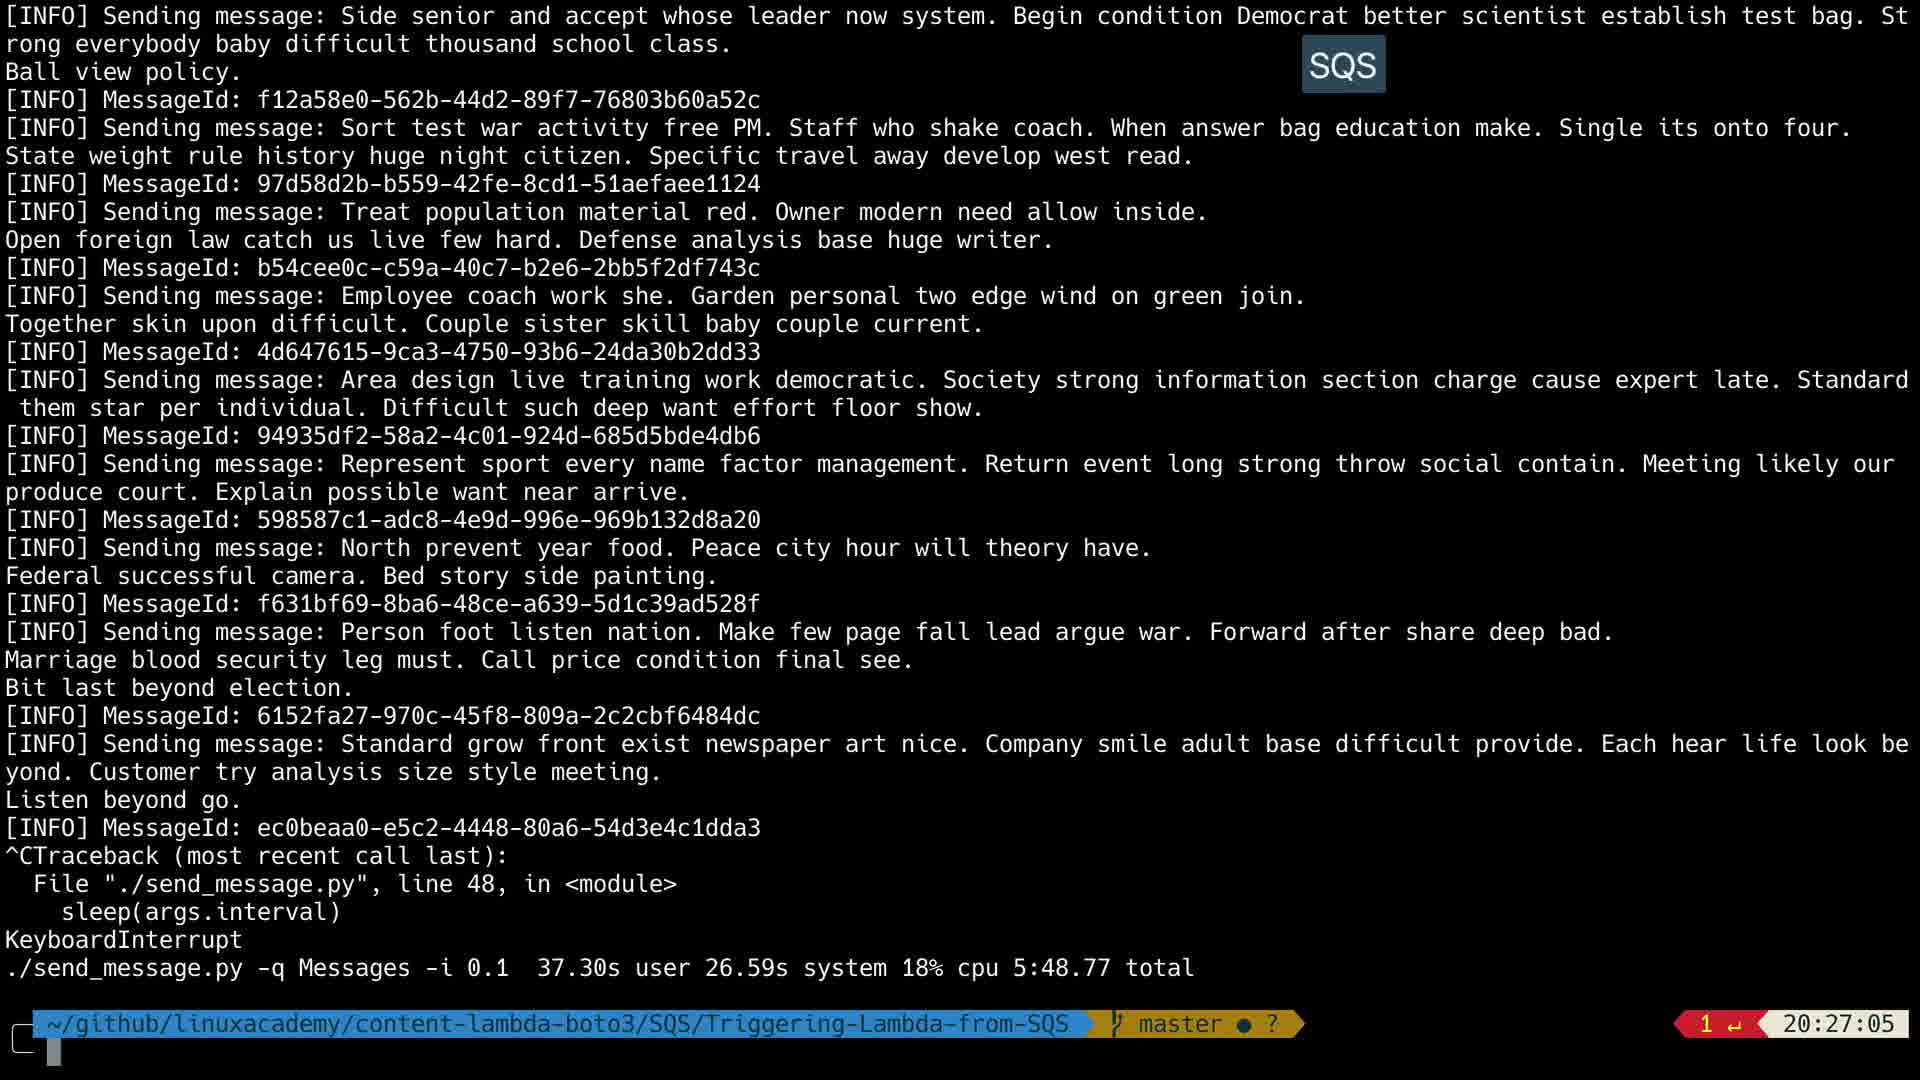 [INFO] Sending message: Side senior and accept whose leader now system. Begin condition Democrat better scientist establish test bag. St
rong everybody baby difficult thousand school class.
SQS
Ball view policy.
[INFO] MessageId: f12a58e0-562b-44d2-89f7-76803b60a52c
[INFO] Sending message: Sort test war activity free PM. Staff who shake coach. When answer bag education make. Single its onto four.
State weight rule history huge night citizen. Specific travel away develop west read.
[INFO] MessageId: 97d58d2b-b559-42fe-8cd1-51aefaee1124
[INFO] Sending message: Treat population material red. Owner modern need allow inside.
Open foreign law catch us live few hard. Defense analysis base huge writer.
[INFO] MessageId: b54cee0c-c59a-40c7-b2e6-2bb5f2df743c
[INFO] Sending message: Employee coach work she. Garden personal two edge wind on green join.
Together skin upon difficult. Couple sister skill baby couple current.
[INFO] MessageId: 4d647615-9ca3-4750-93b6-24da30b2dd33
[INFO] Sending message: Area design live training work democratic. Society strong information section charge cause expert late. Standard
 them star per individual. Difficult such deep want effort floor show.
[INFO] MessageId: 94935df2-58a2-4c01-924d-685d5bde4db6
[INFO] Sending message: Represent sport every name factor management. Return event long strong throw social contain. Meeting likely our
produce court. Explain possible want near arrive.
[INFO] MessageId: 598587c1-adc8-4e9d-996e-969b132d8a20
[INFO] Sending message: North prevent year food. Peace city hour will theory have.
Federal successful camera. Bed story side painting.
[INFO] MessageId: f631bf69-8ba6-48ce-a639-5d1c39ad528f
[INFO] Sending message: Person foot listen nation. Make few page fall lead argue war. Forward after share deep bad.
Marriage blood security leg must. Call price condition final see.
Bit last beyond election.
[INFO] MessageId: 6152fa27-970c-45f8-809a-2c2cbf6484dc
[INFO] Sending message: Standard grow front exist newspaper art nice. Company smile adult base difficult provide. Each hear life look be
yond. Customer try analysis size style meeting.
Listen beyond go.
[INFO] MessageId: ec0beaa0-e5c2-4448-80a6-54d3e4c1dda3
^CTraceback (most recent call last):
  File "./send_message.py", line 48, in <module>
    sleep(args.interval)
KeyboardInterrupt
./send_message.py -q Messages -i 0.1  37.30s user 26.59s system 18% cpu 5:48.77 total
~/github/linuxacademy/content-lambda-boto3/SQS/Triggering-Lambda-from-SQS master ● ? 1 ↵ 20:27:05